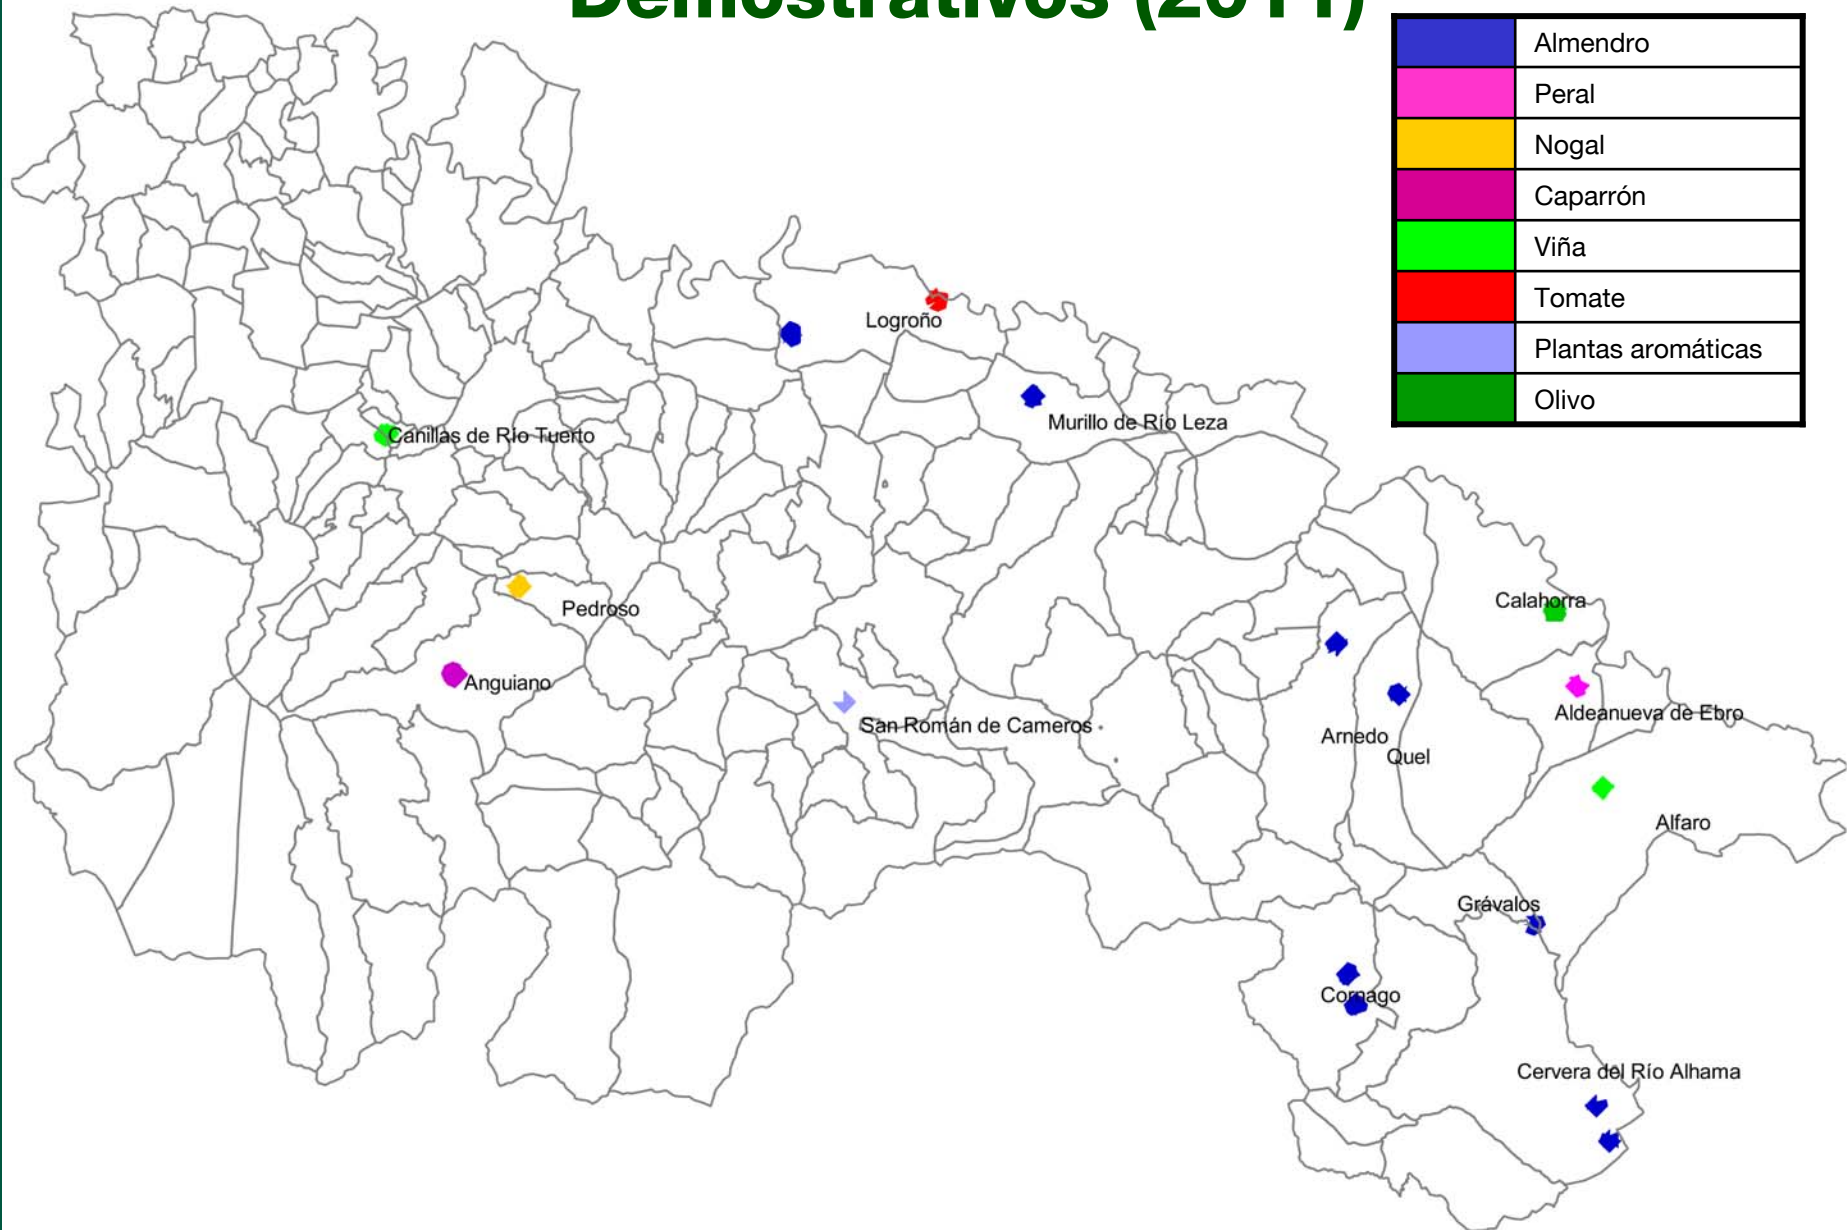 Demostrativos (2011)
Almendro
Peral
Nogal
Caparrón
Viña
Tomate
Plantas aromáticas
Olivo
Logroño
Murillo de Río Leza
Canillas de Río Tuerto
Calahorra
Pedroso
Anguiano
San Román de Cameros
Aldeanueva de Ebro
Arnedo
Quel
Alfaro
Grávalos
Cornago
Cervera del Río Alhama